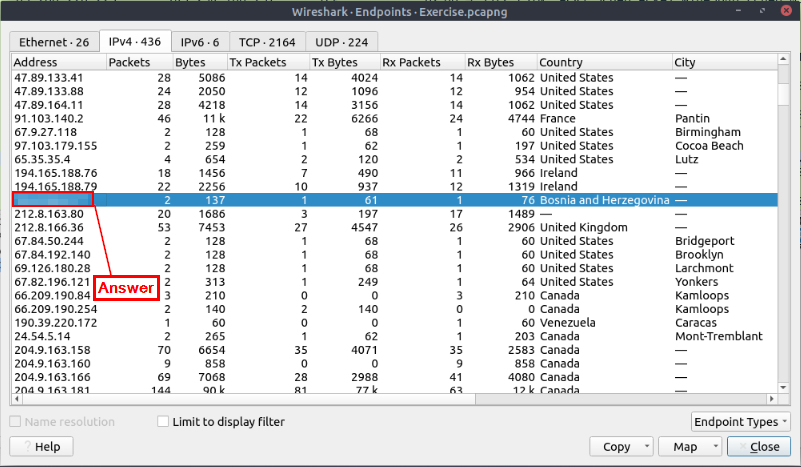 Wireshark · Endpoints · Exercise.pcapng
Ethernet · 26 IPv4 · 436 IPv6 · 6 TCP · 2164 UDP · 224
Address Packets Bytes Tx Packets Tx Bytes Rx Packets Rx Bytes Country City
47.89.133.41 28 5086 14 4024 14 1062 United States —
47.89.133.88 24 2050 12 1096 12 954 United States —
47.89.164.11 28 4218 14 3156 14 1062 United States —
91.103.140.2 46 11 k 22 6266 24 4744 France Pantin
67.9.27.118 2 128 1 68 1 60 United States Birmingham
97.103.179.155 2 259 1 62 1 197 United States Cocoa Beach
65.35.35.4 4 654 2 120 2 534 United States Lutz
194.165.188.76 18 1456 7 490 11 966 Ireland —
194.165.188.79 22 2256 10 937 12 1319 Ireland —
2 137 1 61 1 76 Bosnia and Herzegovina —
212.8.163.80 20 1686 3 197 17 1489 — —
212.8.166.36 53 7453 27 4547 26 2906 United Kingdom —
67.84.50.244 2 128 1 68 1 60 United States Bridgeport
67.84.192.140 2 128 1 68 1 60 United States Brooklyn
69.126.180.28 2 128 1 68 1 60 United States Larchmont
67.82.196.121 2 313 1 249 1 64 United States Yonkers
Answer
66.209.190.84 3 210 0 0 3 210 Canada Kamloops
66.209.190.254 2 140 2 140 0 0 Canada Kamloops
190.39.220.172 1 60 0 0 1 60 Venezuela Caracas
24.54.5.14 2 265 1 62 1 203 Canada Mont-Tremblant
204.9.163.158 70 6654 35 4071 35 2583 Canada —
204.9.163.160 9 858 0 0 9 858 Canada —
204.9.163.166 69 7068 28 2988 41 4080 Canada —
204.9.163.181 144 90 k 81 77 k 63 12 k Canada —
Name resolution Limit to display filter Endpoint Types
Help Copy Map Close